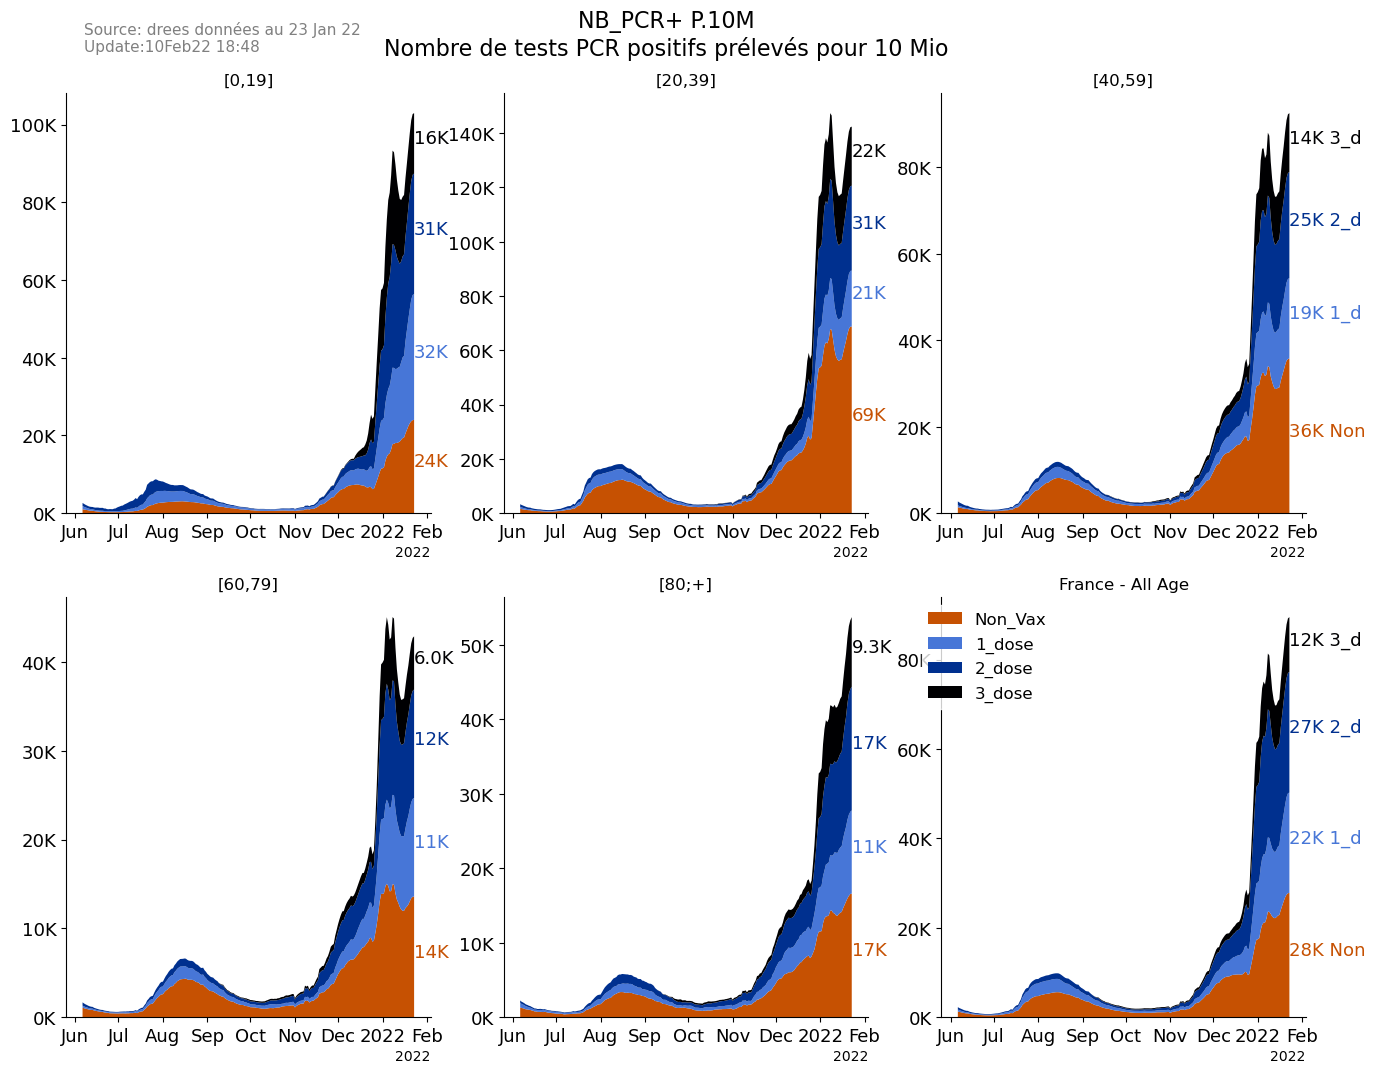 Source: drees données au 23 Jan 22
Update:10Feb22 18:48
NB_PCR+ P.10M
Nombre de tests PCR positifs prélevés pour 10 Mio
[0,19]
100K
80K
60K
40K
20K
0K
16K
31K
32K
24K
Jun Jul Aug Sep Oct Nov Dec 2022 Feb
2022
[20,39]
140K
120K
100K
80K
60K
40K
20K
0K
22K
31K
21K
69K
Jun Jul Aug Sep Oct Nov Dec 2022 Feb
2022
[40,59]
80K
60K
40K
20K
0K
14K 3_d
25K 2_d
19K 1_d
36K Non
Jun Jul Aug Sep Oct Nov Dec 2022 Feb
2022
[60,79]
40K
30K
20K
10K
0K
6.0K
12K
11K
14K
Jun Jul Aug Sep Oct Nov Dec 2022 Feb
2022
[80;+]
50K
40K
30K
20K
10K
0K
9.3K
17K
11K
17K
Jun Jul Aug Sep Oct Nov Dec 2022 Feb
2022
France - All Age
Non_Vax
1_dose
2_dose
3_dose
80K
60K
40K
20K
0K
12K 3_d
27K 2_d
22K 1_d
28K Non
Jun Jul Aug Sep Oct Nov Dec 2022 Feb
2022